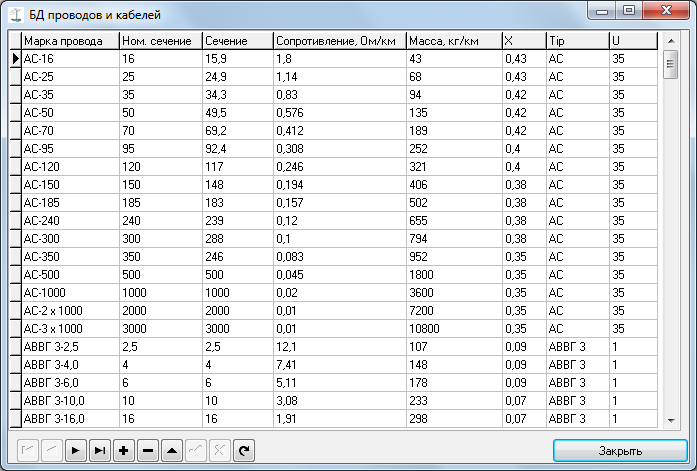 БД проводов и кабелей
Марка провода Ном. сечение Сечение Сопротивление, Ом/км Масса, кг/км X Tip U
АС-16 16 15,9 1,8 43 0,43 АС 35
АС-25 25 24,9 1,14 68 0,43 АС 35
АС-35 35 34,3 0,83 94 0,42 АС 35
АС-50 50 49,5 0,576 135 0,42 АС 35
АС-70 70 69,2 0,412 189 0,42 АС 35
АС-95 95 92,4 0,308 252 0,4 АС 35
АС-120 120 117 0,246 321 0,4 АС 35
АС-150 150 148 0,194 406 0,38 АС 35
АС-185 185 183 0,157 502 0,38 АС 35
АС-240 240 239 0,12 655 0,38 АС 35
АС-300 300 288 0,1 794 0,38 АС 35
АС-350 350 246 0,083 952 0,35 АС 35
АС-500 500 500 0,045 1800 0,35 АС 35
АС-1000 1000 1000 0,02 3600 0,35 АС 35
АС-2 х 1000 2000 2000 0,01 7200 0,35 АС 35
АС-3 х 1000 3000 3000 0,01 10800 0,35 АС 35
АВВГ 3-2,5 2,5 2,5 12,1 107 0,09 АВВГ 3 1
АВВГ 3-4,0 4 4 7,41 148 0,09 АВВГ 3 1
АВВГ 3-6,0 6 6 5,11 178 0,09 АВВГ 3 1
АВВГ 3-10,0 10 10 3,08 233 0,07 АВВГ 3 1
АВВГ 3-16,0 16 16 1,91 298 0,07 АВВГ 3 1
Закрыть